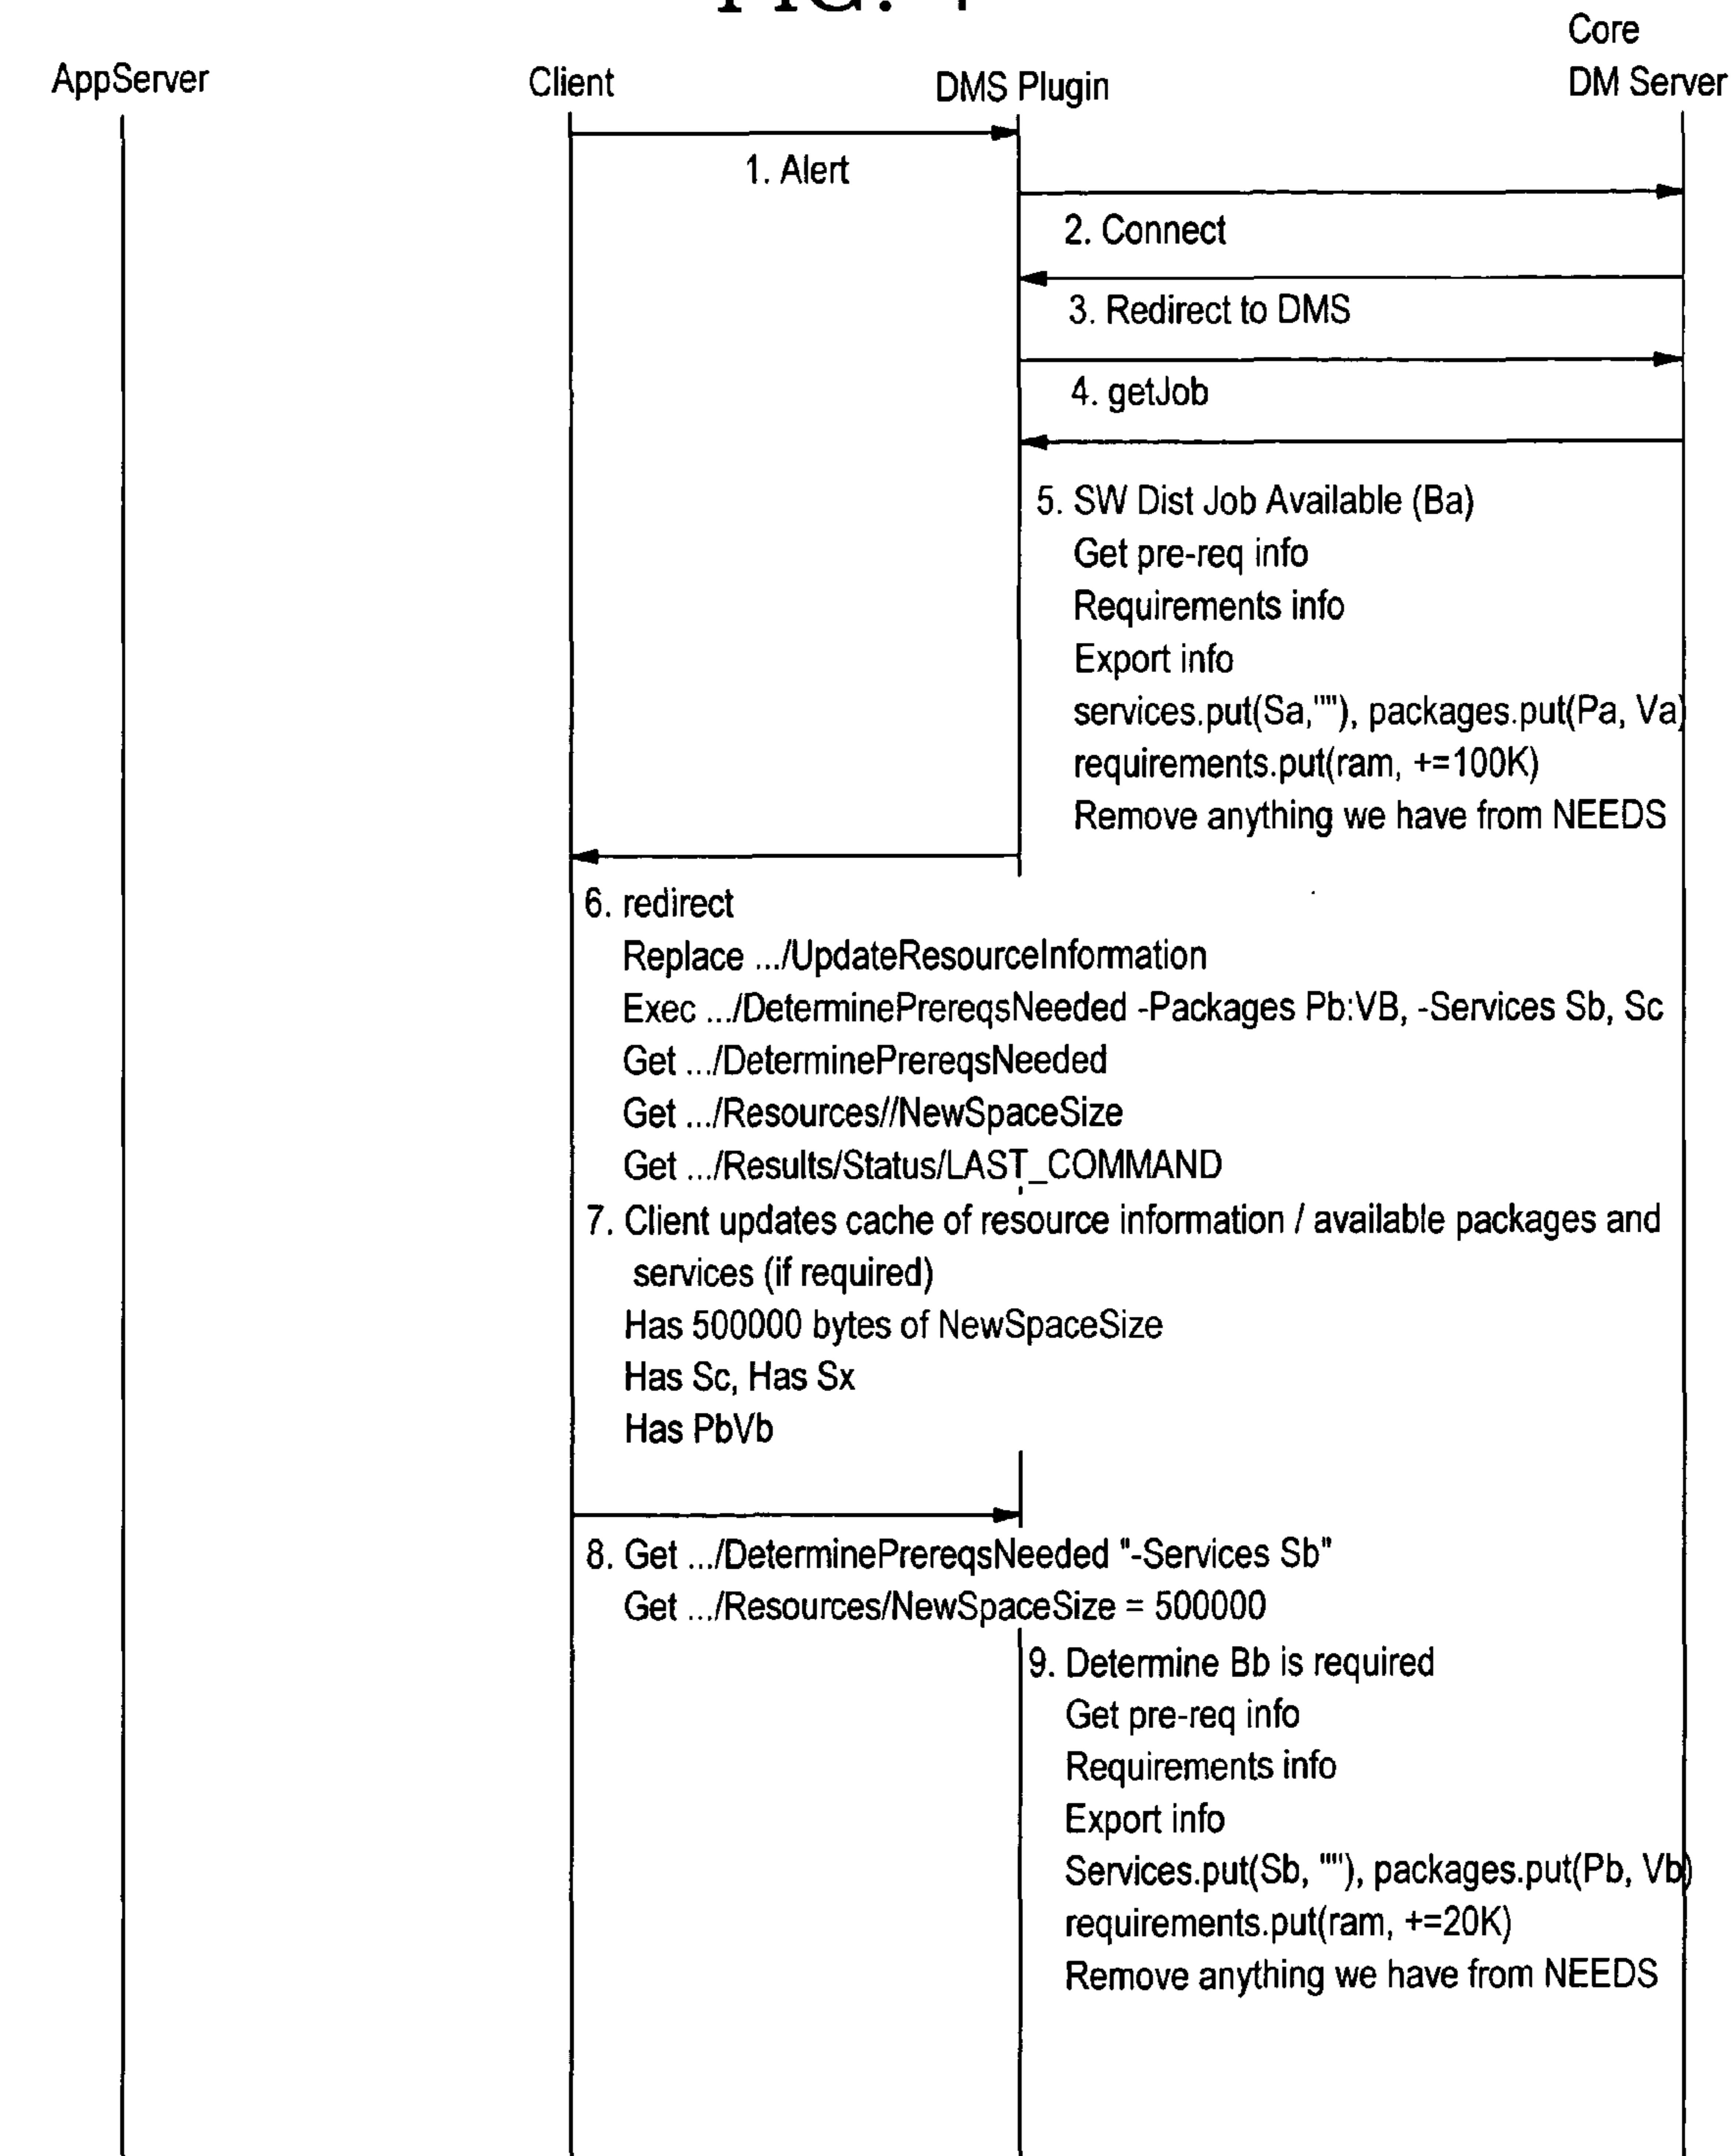 FIG. 4
Core
AppServer
Client
DMS Plugin
DM Server
1. Alert
2. Connect
3. Redirect to DMS
4. getJob
5. SW Dist Job Available (Ba)
Get pre-req info
Requirements info
Export info
services.put(Sa,""), packages.put(Pa, Va)
requirements.put(ram, +=100K)
Remove anything we have from NEEDS
6. redirect
Replace .../UpdateResourceInformation
Exec .../DeterminePrereqsNeeded -Packages Pb:VB, -Services Sb, Sc
Get .../DeterminePrereqsNeeded
Get .../Resources//NewSpaceSize
Get .../Results/Status/LAST_COMMAND
7. Client updates cache of resource information / available packages and
services (if required)
Has 500000 bytes of NewSpaceSize
Has Sc, Has Sx
Has PbVb
8. Get .../DeterminePrereqsNeeded "-Services Sb"
Get .../Resources/NewSpaceSize = 500000
9. Determine Bb is required
Get pre-req info
Requirements info
Export info
Services.put(Sb, ""), packages.put(Pb, Vb)
requirements.put(ram, +=20K)
Remove anything we have from NEEDS